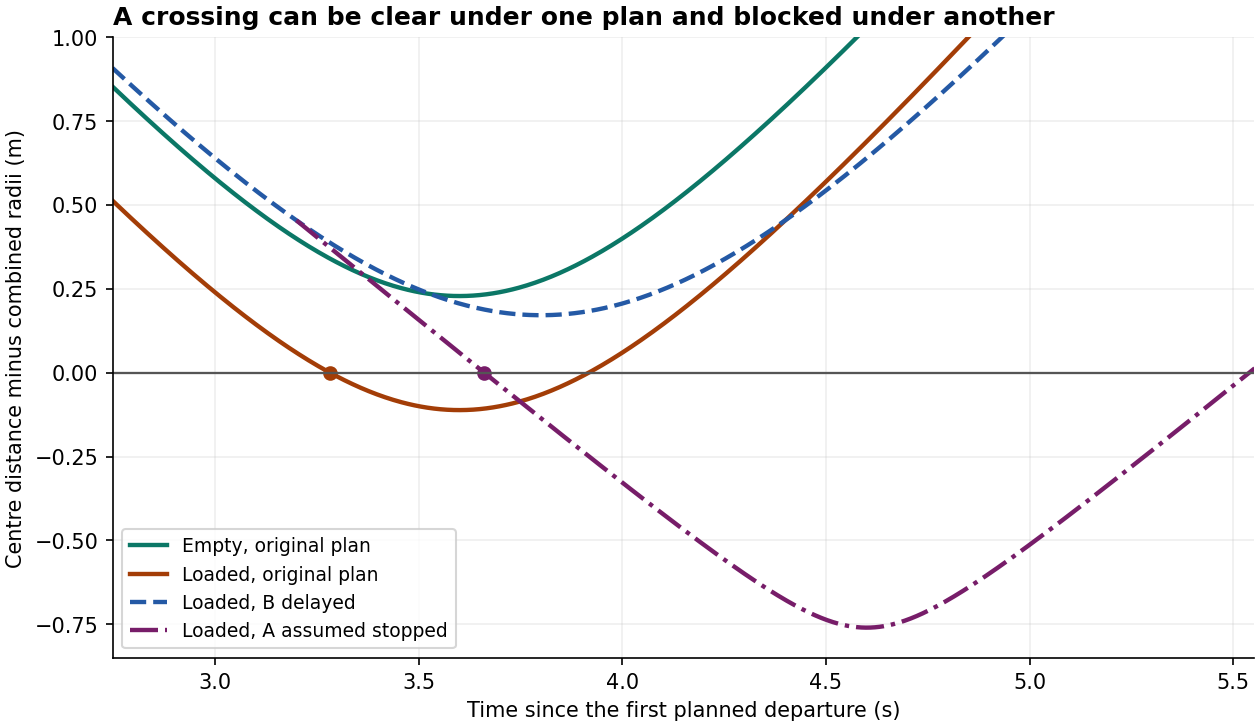 A crossing can be clear under one plan and blocked under another
Centre distance minus combined radii (m)
1.00
0.75
0.50
0.25
0.00
−0.25
−0.50
−0.75
Empty, original plan
Loaded, original plan
Loaded, B delayed
Loaded, A assumed stopped
3.0
3.5
4.0
4.5
5.0
5.5
Time since the first planned departure (s)